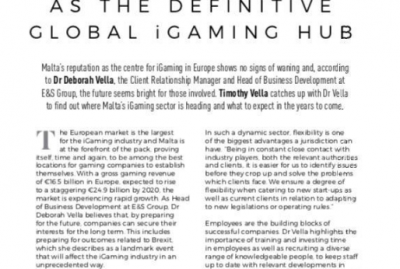 AS THE DEFINITIVE
GLOBAL iGAMING HUB
Malta's reputation as the centre for iGaming in Europe shows no signs of waning and, according
to Dr Deborah Vella, the Client Relationship Manager and Head of Business Development at
E&S Group, the future seems bright for those involved. Timothy Vella catches up with Dr Vella
to find out where Malta's iGaming sector is heading and what to expect in the years to come.
The European market is the largest
for the iGaming industry and Malta is
at the forefront of the pack, proving
itself, time and again, to be among the best
locations for gaming companies to establish
themselves. With a gross gaming revenue
of €16.5 billion in Europe, expected to rise
to a staggering €24.9 billion by 2020, the
market is experiencing rapid growth. As Head
of Business Development at E&S Group, Dr
Deborah Vella believes that, by preparing
for the future, companies can secure their
interests for the long term. This includes
preparing for outcomes related to Brexit,
which she describes as a landmark event
that will affect the iGaming industry in an
unprecedented way.
In such a dynamic sector, flexibility is one
of the biggest advantages a jurisdiction can
have. "Being in constant close contact with
industry players, both the relevant authorities
and clients, it is easier for us to identify issues
before they crop up and solve the problems
which clients face. We ensure a degree of
flexibility when catering to new start-ups as
well as current clients in relation to adapting
to new legislations or operating rules."
Employees are the building blocks of
successful companies. Dr Vella highlights the
importance of training and investing time
in employees as well as recruiting a diverse
range of knowledgeable people, to keep staff
up to date with relevant developments in